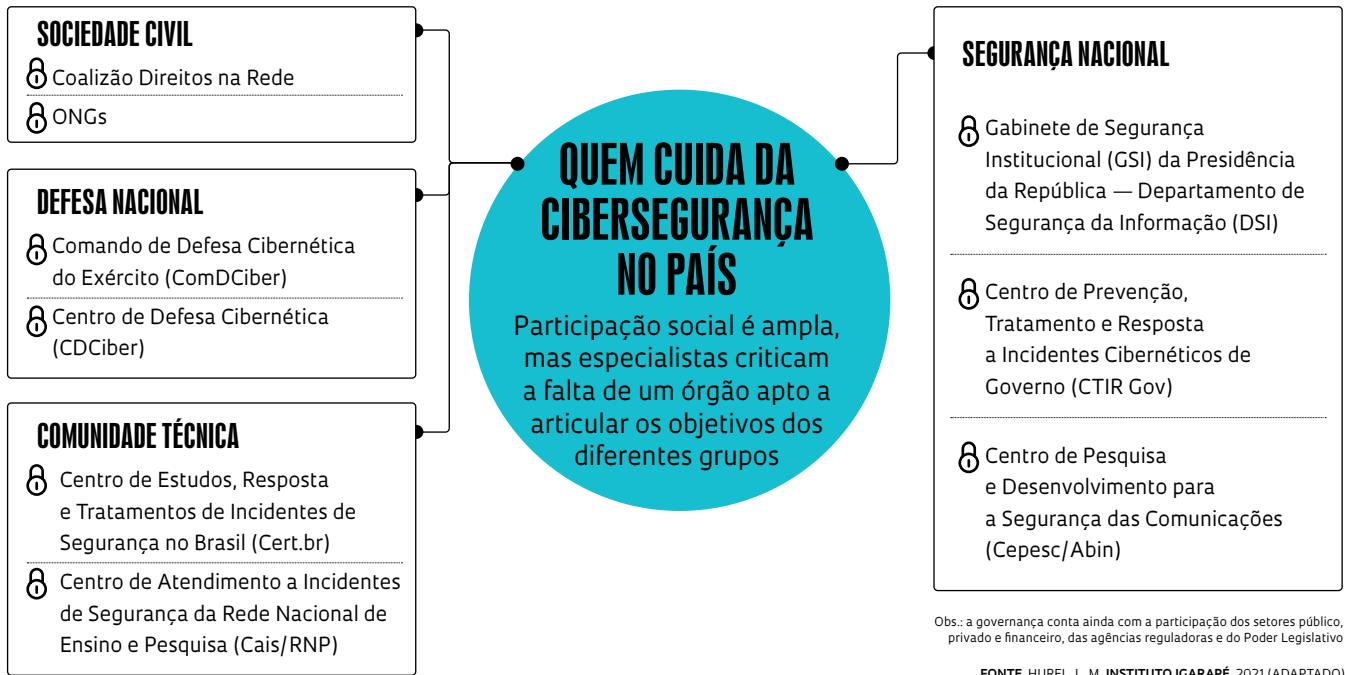 SOCIEDADE CIVIL
Coalizão Direitos na Rede
ONGs
DEFESA NACIONAL
Comando de Defesa Cibernética
do Exército (ComDCiber)
Centro de Defesa Cibernética
(CDCiber)
COMUNIDADE TÉCNICA
Centro de Estudos, Resposta
e Tratamentos de Incidentes de
Segurança no Brasil (Cert.br)
Centro de Atendimento a Incidentes
de Segurança da Rede Nacional de
Ensino e Pesquisa (Cais/RNP)
QUEM CUIDA DA
CIBERSEGURANÇA
NO PAÍS
Participação social é ampla,
mas especialistas criticam
a falta de um órgão apto a
articular os objetivos dos
diferentes grupos
SEGURANÇA NACIONAL
Gabinete de Segurança
Institucional (GSI) da Presidência
da República — Departamento de
Segurança da Informação (DSI)
Centro de Prevenção,
Tratamento e Resposta
a Incidentes Cibernéticos de
Governo (CTIR Gov)
Centro de Pesquisa
e Desenvolvimento para
a Segurança das Comunicações
(Cepesc/Abin)
Obs.: a governança conta ainda com a participação dos setores público,
privado e financeiro, das agências reguladoras e do Poder Legislativo
FONTE HUREL, L. M. INSTITUTO IGARAPÉ, 2021 (ADAPTADO)